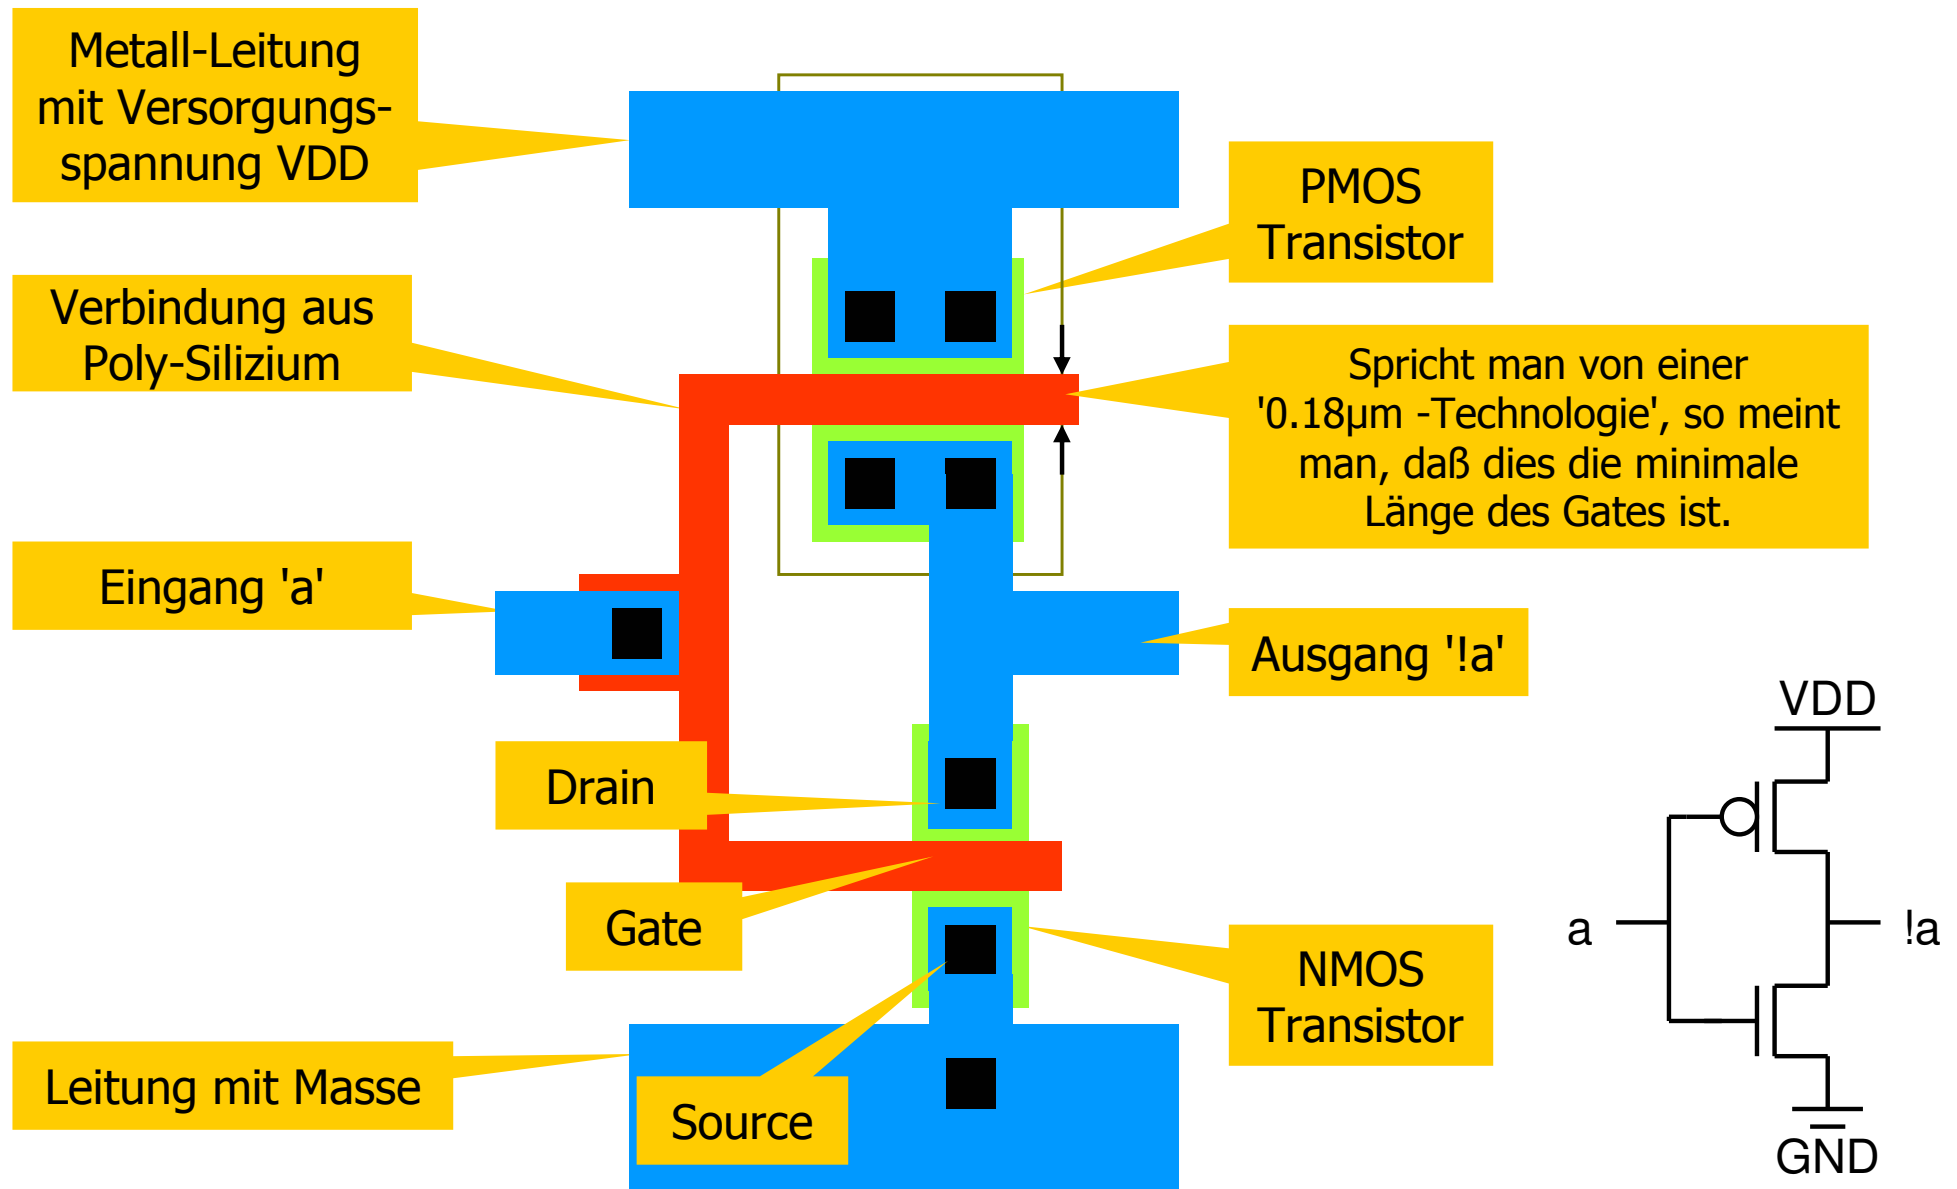 Metall-Leitung
mit Versorgungs-
spannung VDD
PMOS
Transistor
Verbindung aus
Poly-Silizium
Spricht man von einer
'0.18µm -Technologie', so meint
man, daß dies die minimale
Länge des Gates ist.
Eingang 'a'
Ausgang '!a'
Drain
Gate
NMOS
Transistor
Leitung mit Masse
Source
VDD
a
!a
GND